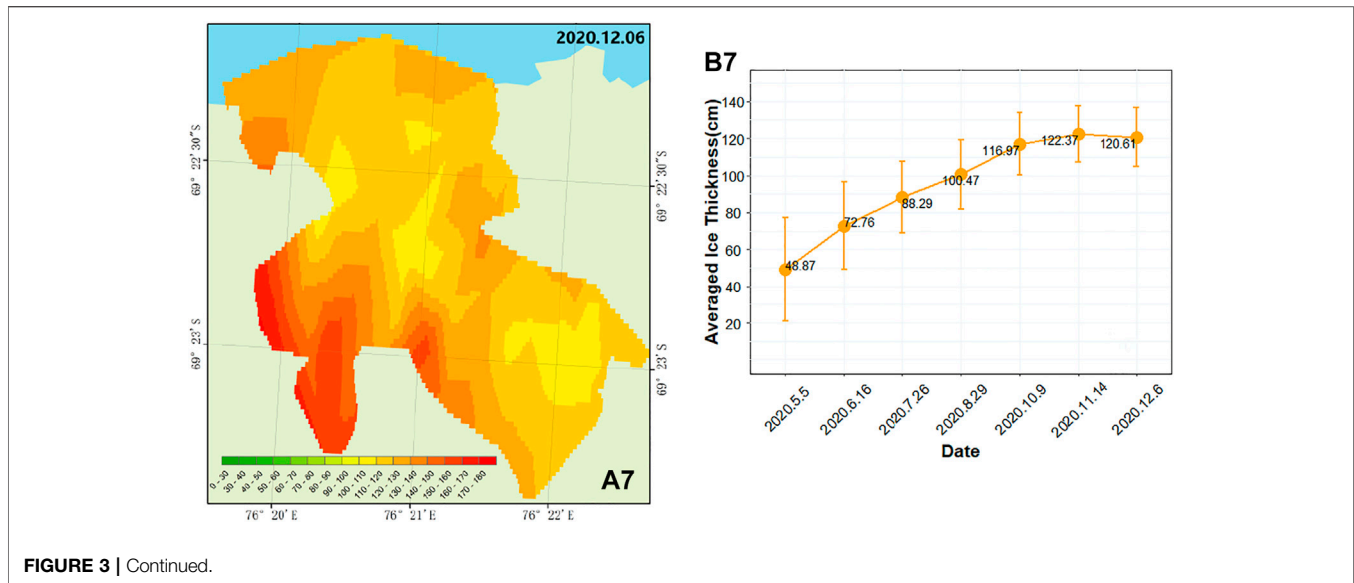 2020.12.06
69° 22′30″S
69° 22′30″S
69° 23′S
69° 23′S
0 - 30
30 - 40
40 - 50
50 - 60
60 - 70
70 - 80
80 - 90
90 - 100
100 - 110
110 - 120
120 - 130
130 - 140
140 - 150
150 - 160
160 - 170
170 - 180
A7
76° 20′E
76° 21′E
76° 22′E
B7
Averaged Ice Thickness(cm)
140
120
100
80
60
40
20
48.87
72.76
88.29
100.47
116.97
122.37
120.61
2020.5.5
2020.6.16
2020.7.26
2020.8.29
2020.10.9
2020.11.14
2020.12.6
Date
FIGURE 3 | Continued.